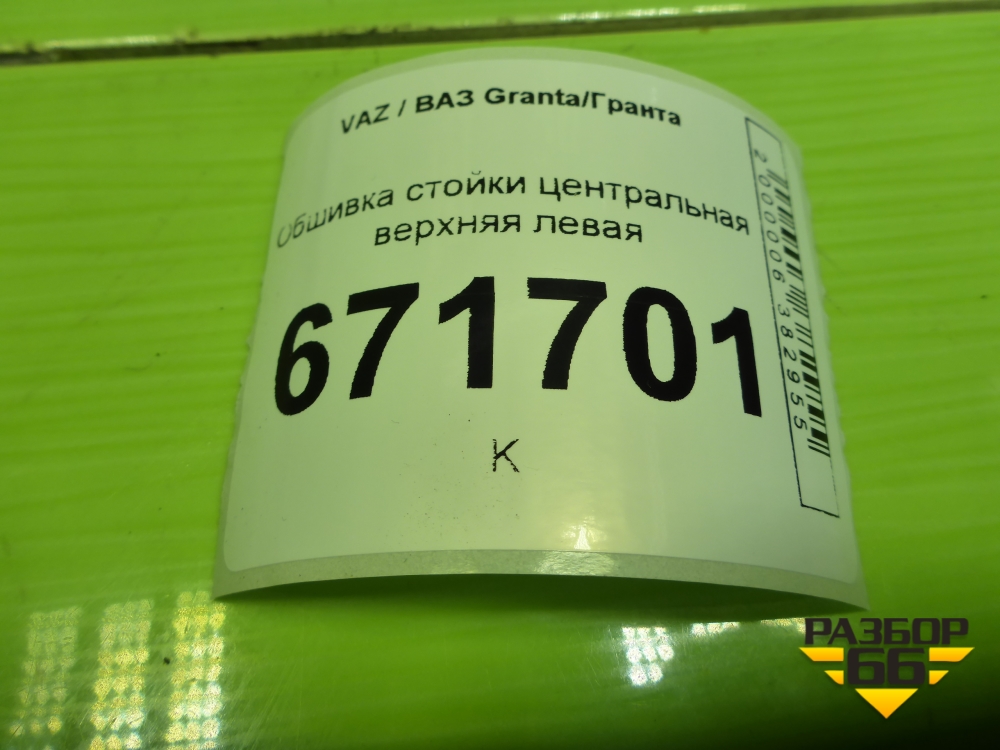 VAZ / ВАЗ Granta/Гранта
Обшивка стойки центральная
верхняя левая
671701
К
2000006382955
РАЗБОР
66